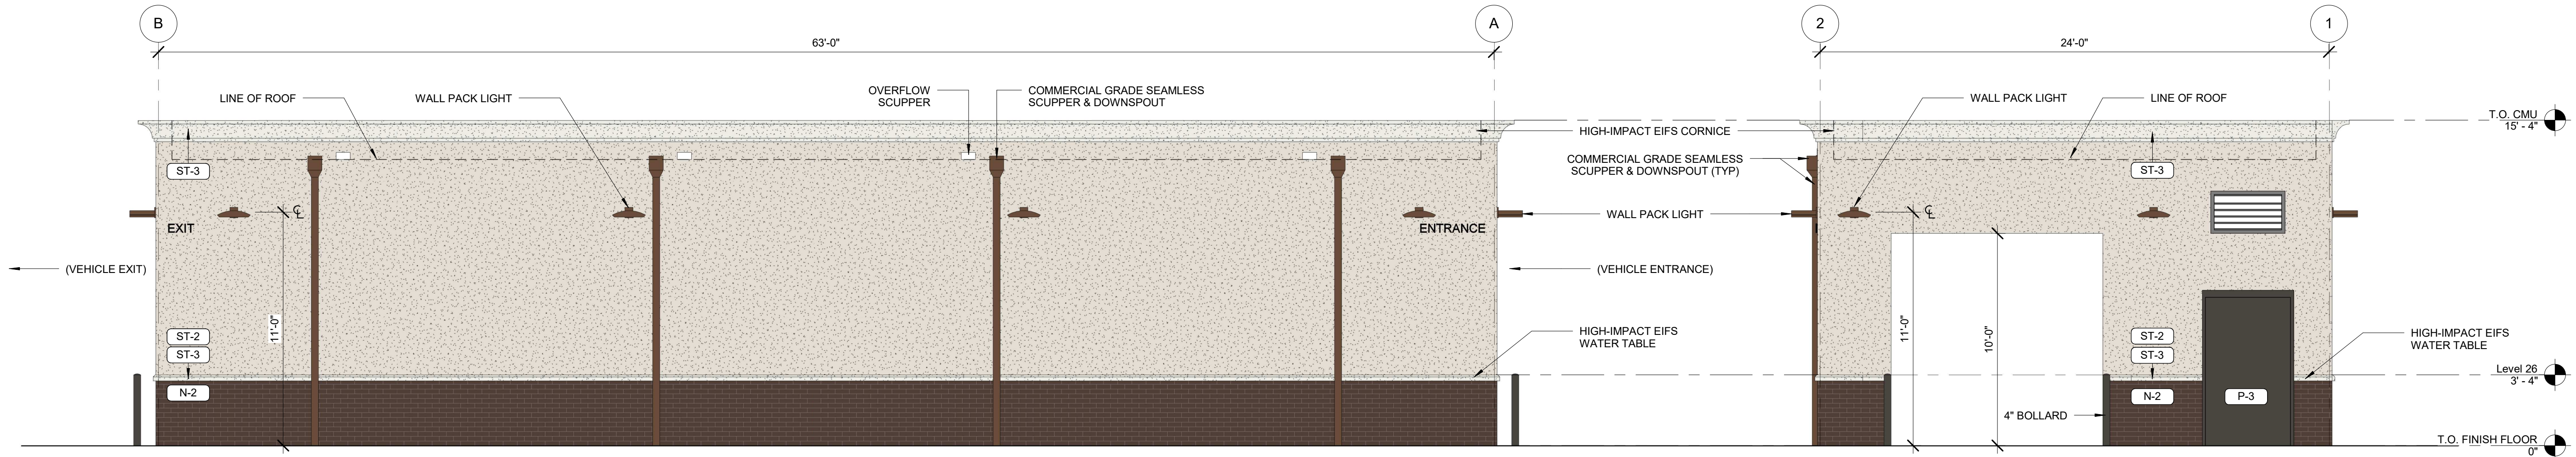 B
A
2
1
63'-0"
24'-0"
LINE OF ROOF
WALL PACK LIGHT
OVERFLOW
SCUPPER
COMMERCIAL GRADE SEAMLESS
SCUPPER & DOWNSPOUT
WALL PACK LIGHT
LINE OF ROOF
T.O. CMU
15' - 4"
HIGH-IMPACT EIFS CORNICE
COMMERCIAL GRADE SEAMLESS
SCUPPER & DOWNSPOUT (TYP)
ST-3
ST-3
WALL PACK LIGHT
EXIT
ENTRANCE
(VEHICLE EXIT)
(VEHICLE ENTRANCE)
11'-0"
11'-0"
10'-0"
ST-2
ST-3
HIGH-IMPACT EIFS
WATER TABLE
ST-2
ST-3
HIGH-IMPACT EIFS
WATER TABLE
Level 26
3' - 4"
N-2
N-2
P-3
4" BOLLARD
T.O. FINISH FLOOR
0"